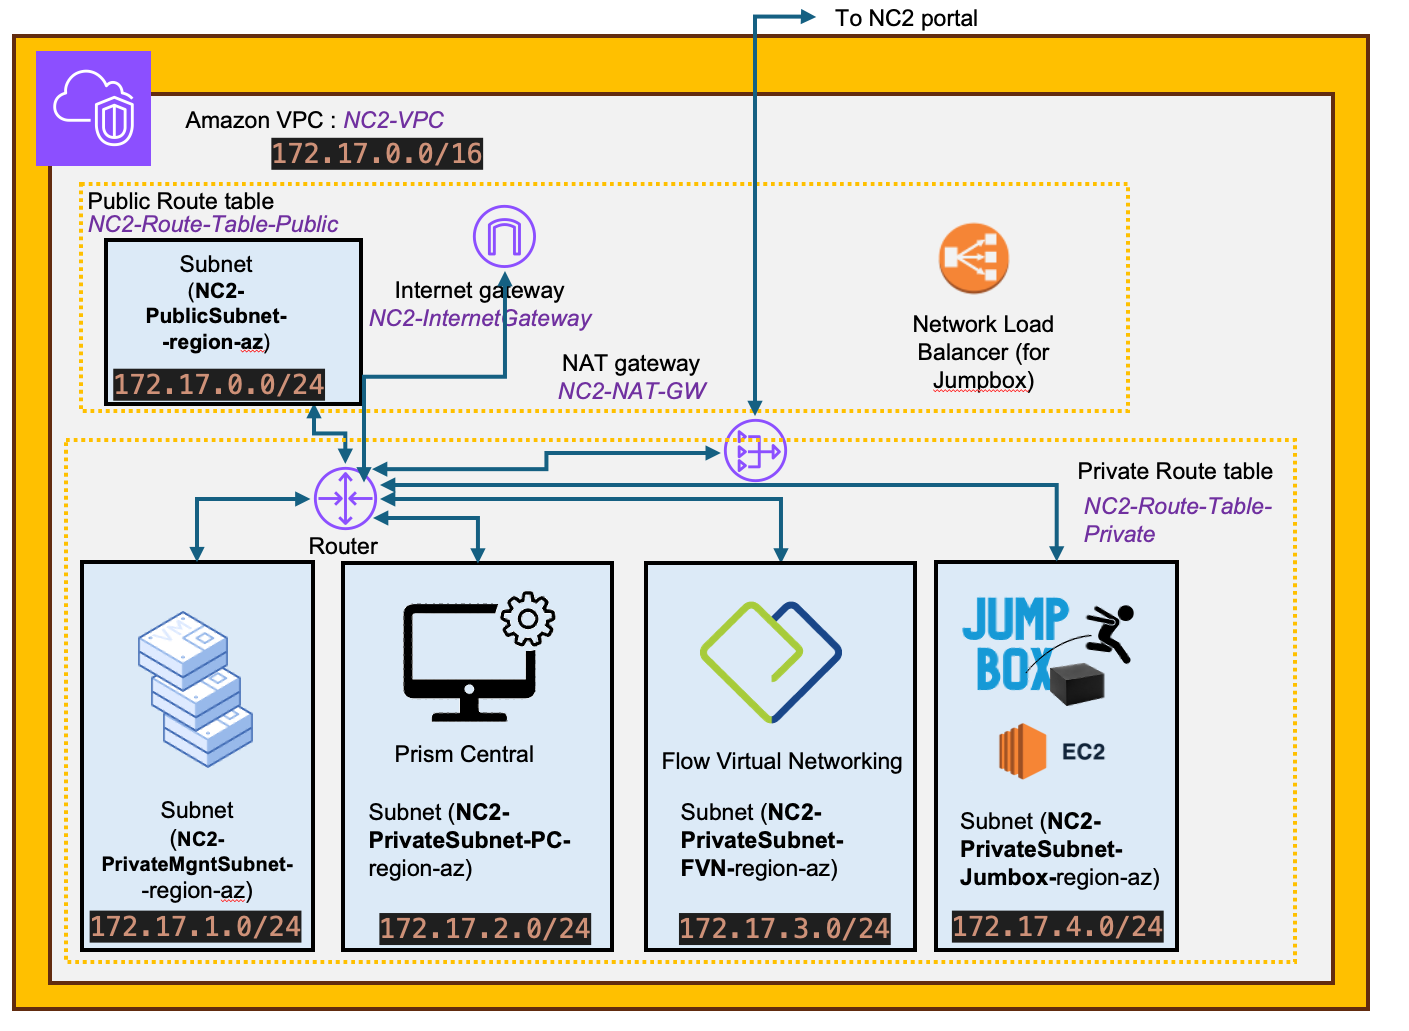 To NC2 portal
Amazon VPC : NC2-VPC
172.17.0.0/16
Public Route table
NC2-Route-Table-Public
Subnet
(NC2-
PublicSubnet-
-region-az)
172.17.0.0/24
Internet gateway
NC2-InternetGateway
NAT gateway
NC2-NAT-GW
Network Load
Balancer (for
Jumpbox)
Private Route table
NC2-Route-Table-
Private
Router
VM
Subnet
(NC2-
PrivateMgntSubnet-
-region-az)
172.17.1.0/24
Prism Central
Subnet (NC2-
PrivateSubnet-PC-
region-az)
172.17.2.0/24
Flow Virtual Networking
Subnet (NC2-
PrivateSubnet-
FVN-region-az)
172.17.3.0/24
JUMP
BOX
EC2
Subnet (NC2-
PrivateSubnet-
Jumbox-region-az)
172.17.4.0/24